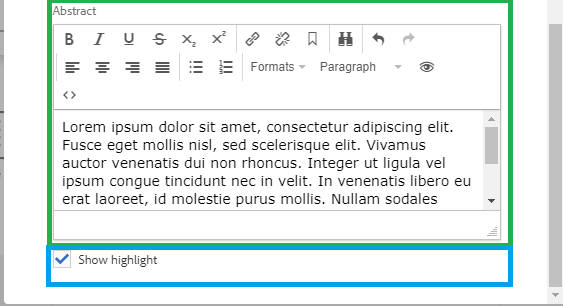 Abstract
B I U S X₂ X²
Formats Paragraph
<>
Lorem ipsum dolor sit amet, consectetur adipiscing elit.
Fusce eget mollis nisl, sed scelerisque elit. Vivamus
auctor venenatis dui non rhoncus. Integer ut ligula vel
ipsum congue tincidunt nec in velit. In venenatis libero eu
erat laoreet, id molestie purus mollis. Nullam sodales
Show highlight